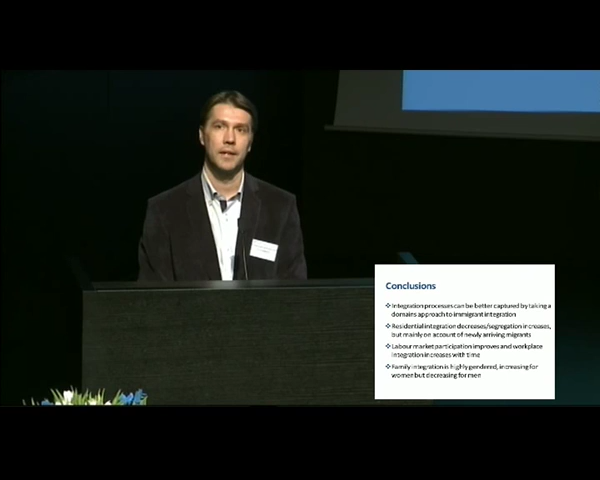 Conclusions
❖ Integration processes can be better captured by taking a
domains approach to immigrant integration
❖ Residential integration decreases/segregation increases,
but mainly on account of newly arriving migrants
❖ Labour market participation improves and workplace
integration increases with time
❖ Family integration is highly gendered, increasing for
women but decreasing for men